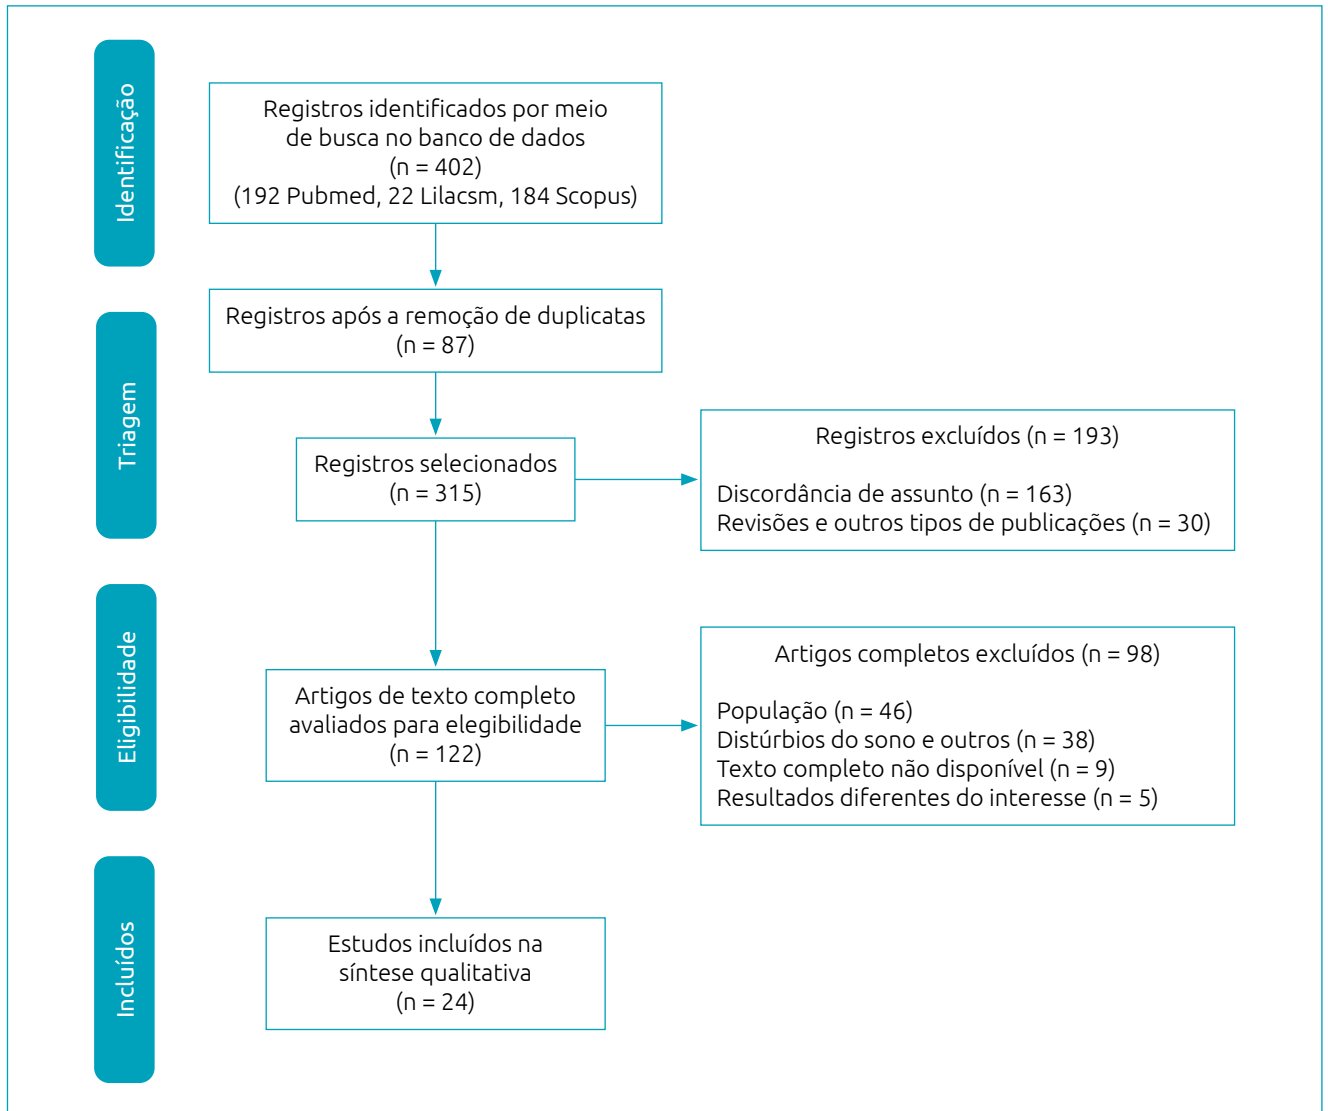 Identificação
Registros identificados por meio
de busca no banco de dados
(n = 402)
(192 Pubmed, 22 Lilacsm, 184 Scopus)
Triagem
Registros após a remoção de duplicatas
(n = 87)
Registros selecionados
(n = 315)
Registros excluídos (n = 193)
Discordância de assunto (n = 163)
Revisões e outros tipos de publicações (n = 30)
Eligibilidade
Artigos de texto completo
avaliados para elegibilidade
(n = 122)
Artigos completos excluídos (n = 98)
População (n = 46)
Distúrbios do sono e outros (n = 38)
Texto completo não disponível (n = 9)
Resultados diferentes do interesse (n = 5)
Incluídos
Estudos incluídos na
síntese qualitativa
(n = 24)